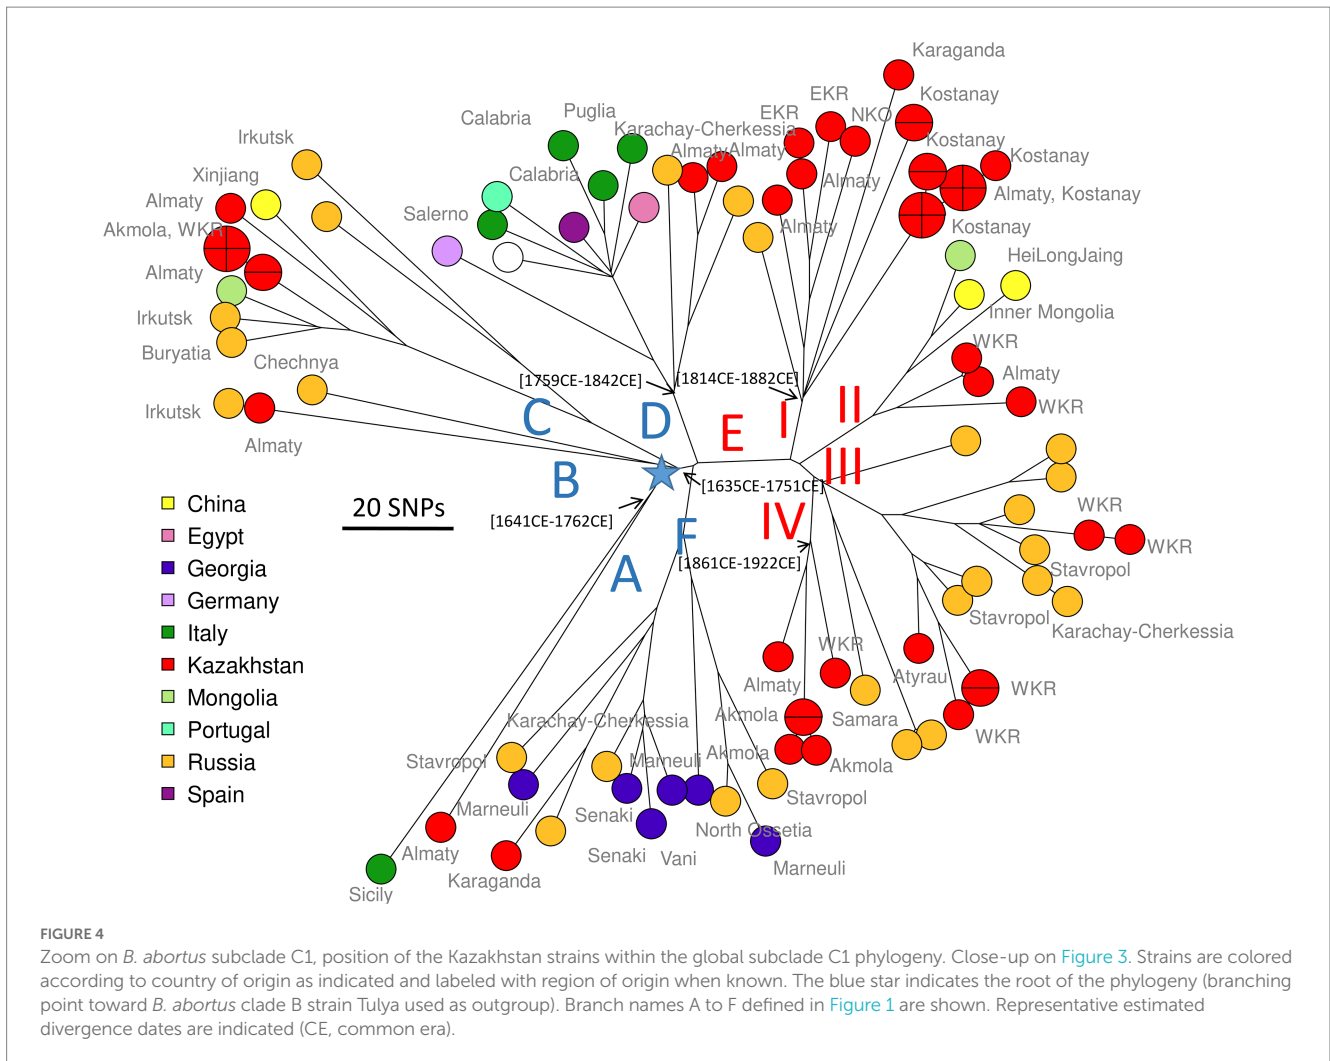 Karaganda
Kostanay
EKR
EKR
NKO
Puglia
Calabria
Karachay-Cherkessia
Irkutsk
Almaty
Almaty
Kostanay
Kostanay
Xinjiang
Calabria
Almaty
Almaty, Kostanay
Almaty
Salerno
Almaty
Kostanay
Akmola, WKR
HeiLongJaing
Almaty
Inner Mongolia
Irkutsk
WKR
Buryatia
Chechnya
Almaty
[1759CE-1842CE]
[1814CE-1882CE]
WKR
Irkutsk
Almaty
C
D
E
I
II
III
B
[1635CE-1751CE]
[1641CE-1762CE]
IV
F
A
[1861CE-1922CE]
20 SNPs
China
Egypt
Georgia
Germany
Italy
Kazakhstan
Mongolia
Portugal
Russia
Spain
WKR
WKR
Stavropol
Stavropol
Karachay-Cherkessia
WKR
Almaty
Atyrau
WKR
Akmola
Samara
WKR
Karachay-Cherkessia
Akmola
Akmola
Stavropol
Marneuli
Stavropol
Marneuli
Senaki
North Ossetia
Almaty
Senaki
Vani
Marneuli
Karaganda
Sicily
FIGURE 4
Zoom on B. abortus subclade C1, position of the Kazakhstan strains within the global subclade C1 phylogeny. Close-up on Figure 3. Strains are colored
according to country of origin as indicated and labeled with region of origin when known. The blue star indicates the root of the phylogeny (branching
point toward B. abortus clade B strain Tulya used as outgroup). Branch names A to F defined in Figure 1 are shown. Representative estimated
divergence dates are indicated (CE, common era).